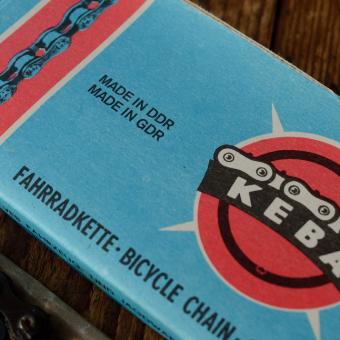 MADE IN DDR
MADE IN GDR
KEBA
FAHRRADKETTE · BICYCLE CHAIN